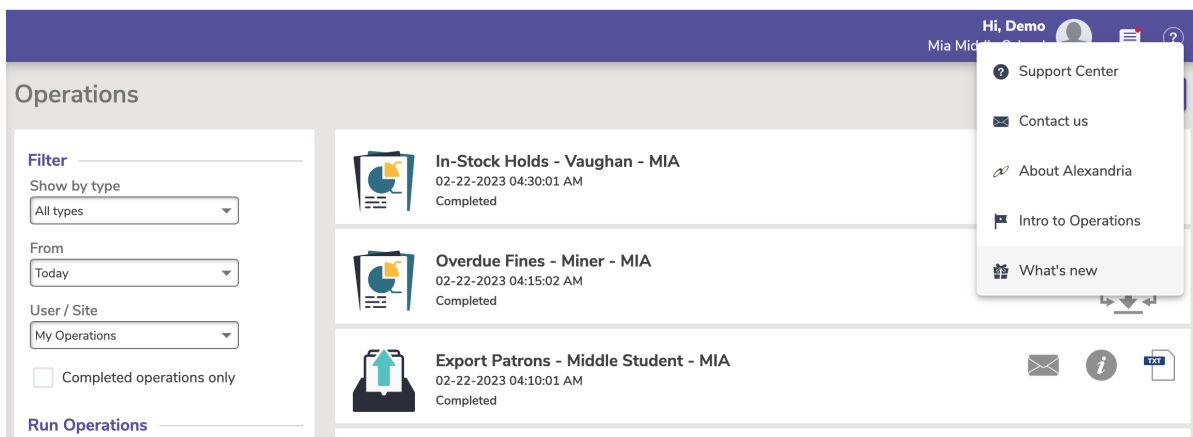 Hi, Demo
Mia Mid
?
Operations
? Support Center
Contact us
About Alexandria
Intro to Operations
What's new
Filter
Show by type
All types
From
Today
User / Site
My Operations
Completed operations only
Run Operations
In-Stock Holds - Vaughan - MIA
02-22-2023 04:30:01 AM
Completed
Overdue Fines - Miner - MIA
02-22-2023 04:15:02 AM
Completed
Export Patrons - Middle Student - MIA
02-22-2023 04:10:01 AM
Completed
i
TXT